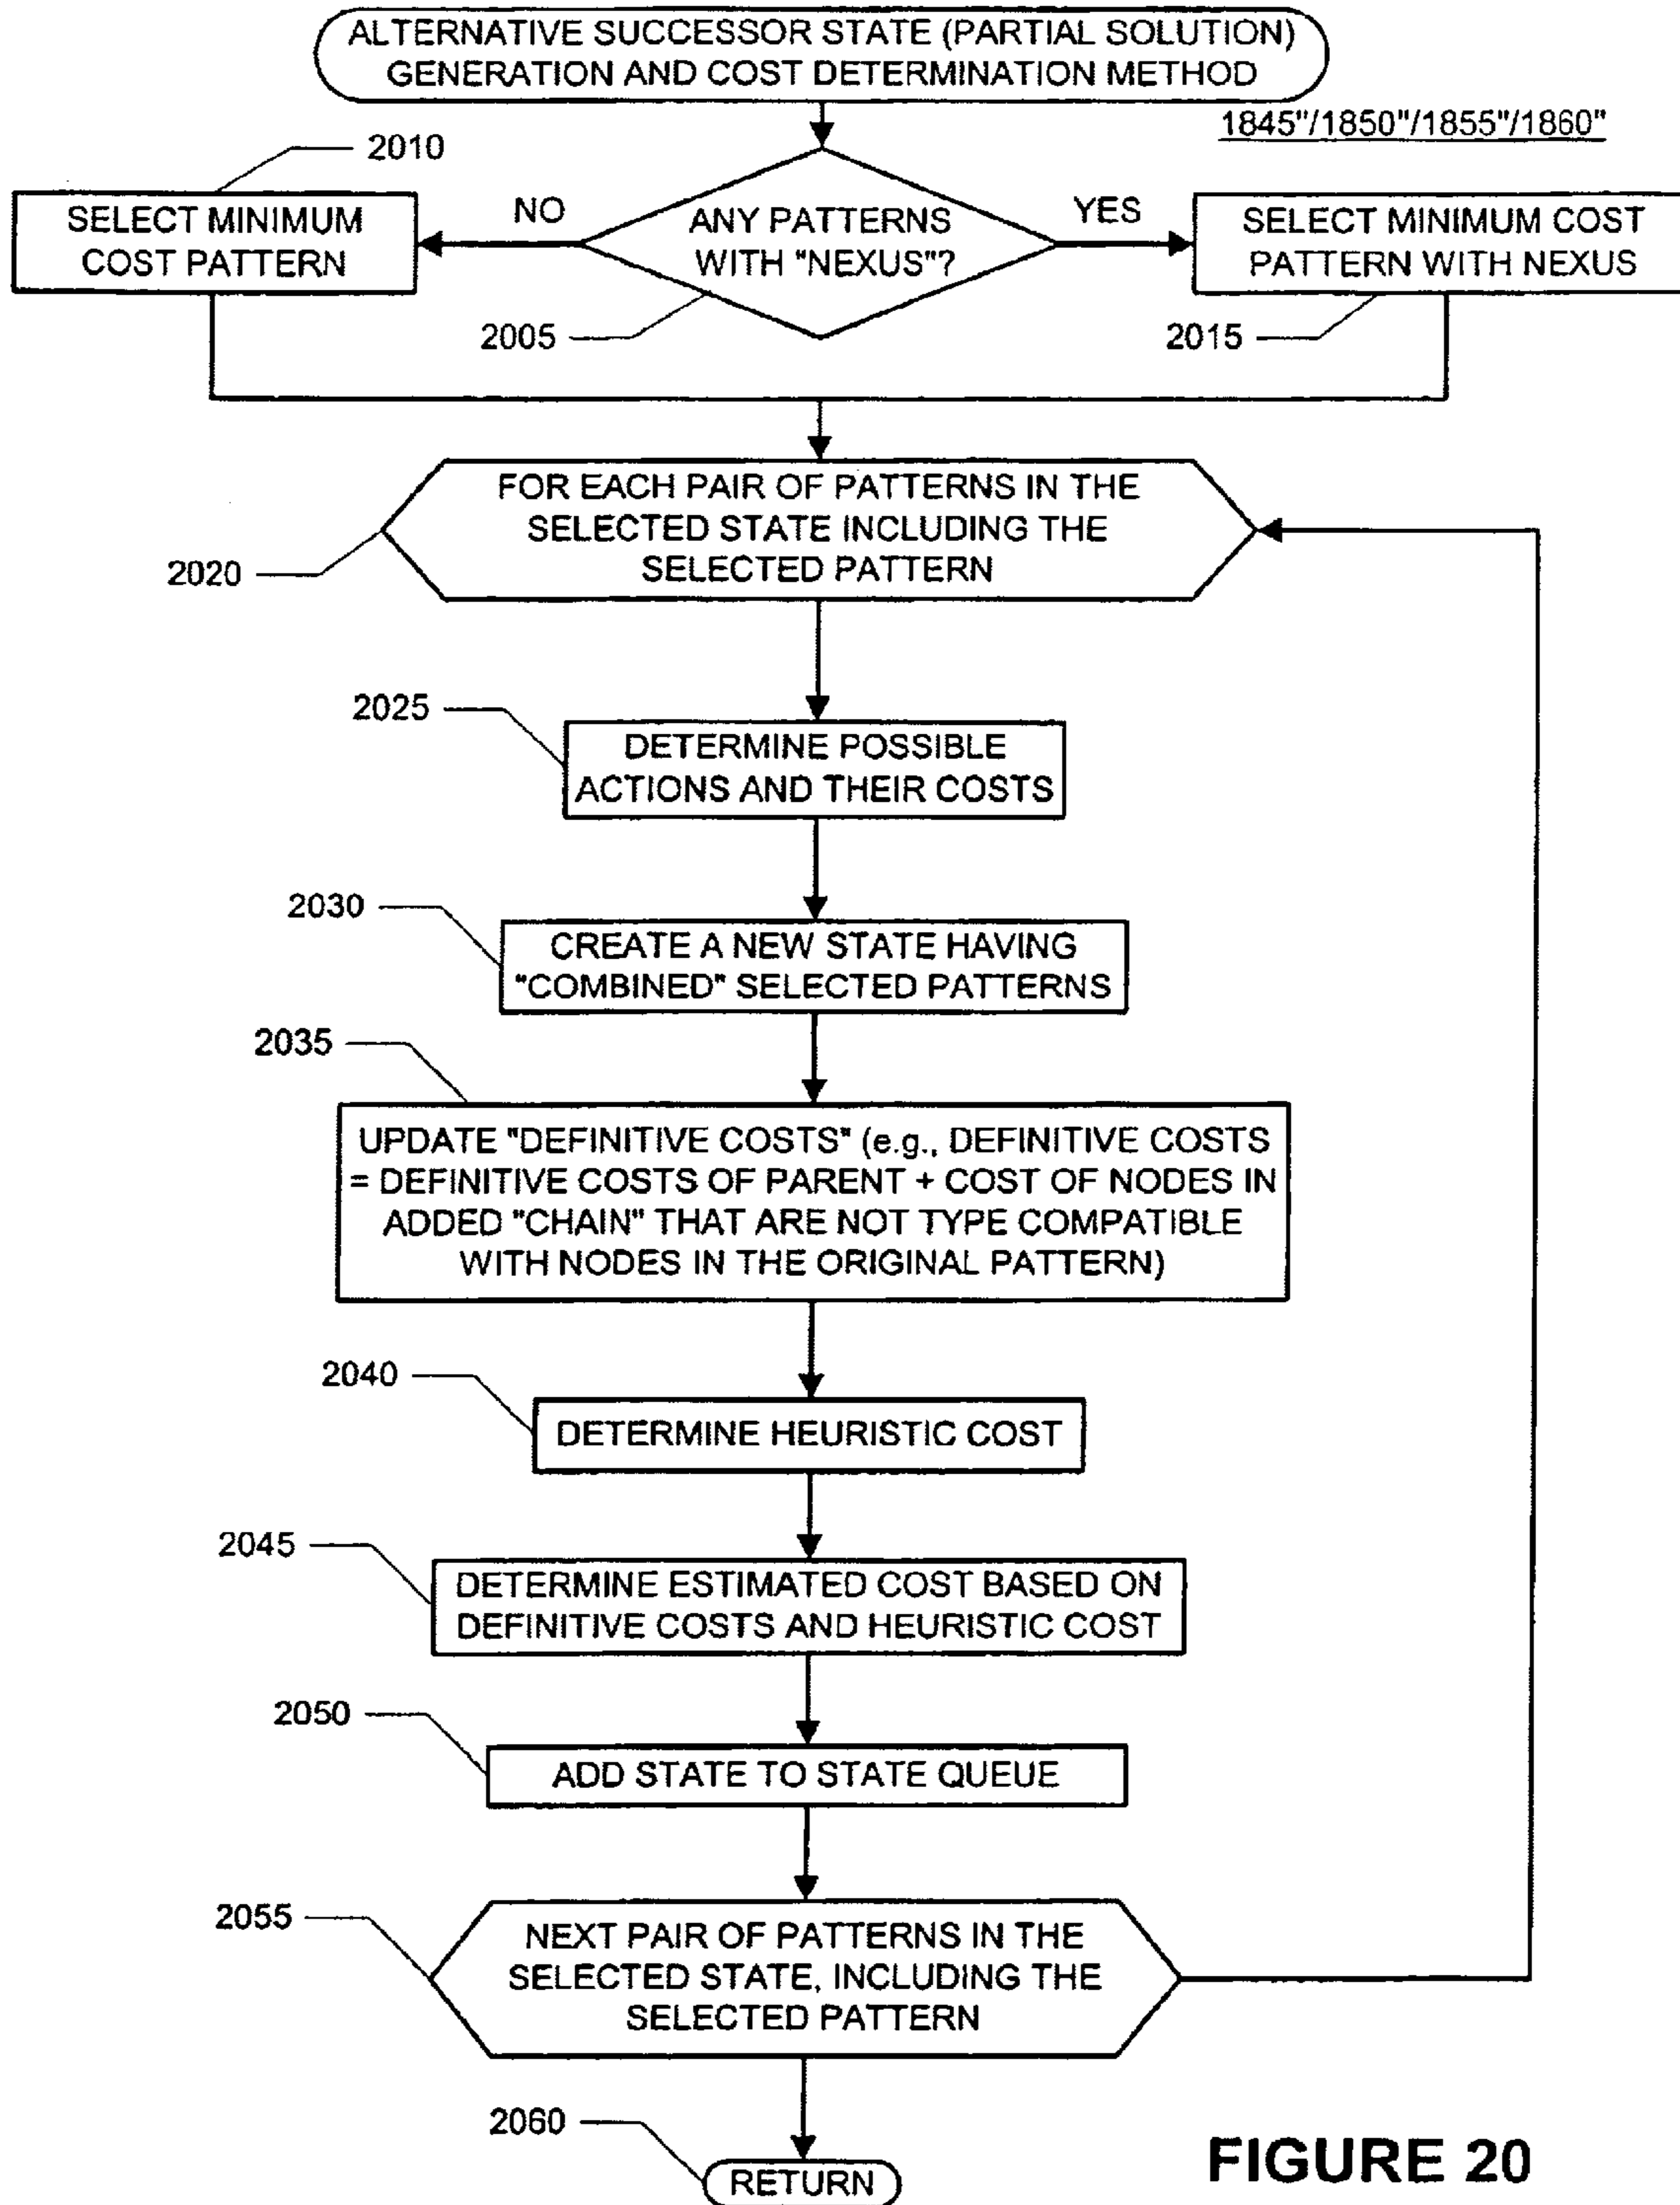 ALTERNATIVE SUCCESSOR STATE (PARTIAL SOLUTION)
GENERATION AND COST DETERMINATION METHOD
1845"/1850"/1855"/1860"
2010
SELECT MINIMUM
COST PATTERN
NO
ANY PATTERNS
WITH "NEXUS"?
YES
SELECT MINIMUM COST
PATTERN WITH NEXUS
2005
2015
FOR EACH PAIR OF PATTERNS IN THE
SELECTED STATE INCLUDING THE
SELECTED PATTERN
2020
2025
DETERMINE POSSIBLE
ACTIONS AND THEIR COSTS
2030
CREATE A NEW STATE HAVING
"COMBINED" SELECTED PATTERNS
2035
UPDATE "DEFINITIVE COSTS" (e.g., DEFINITIVE COSTS
= DEFINITIVE COSTS OF PARENT + COST OF NODES IN
ADDED "CHAIN" THAT ARE NOT TYPE COMPATIBLE
WITH NODES IN THE ORIGINAL PATTERN)
2040
DETERMINE HEURISTIC COST
2045
DETERMINE ESTIMATED COST BASED ON
DEFINITIVE COSTS AND HEURISTIC COST
2050
ADD STATE TO STATE QUEUE
2055
NEXT PAIR OF PATTERNS IN THE
SELECTED STATE, INCLUDING THE
SELECTED PATTERN
2060
RETURN
FIGURE 20